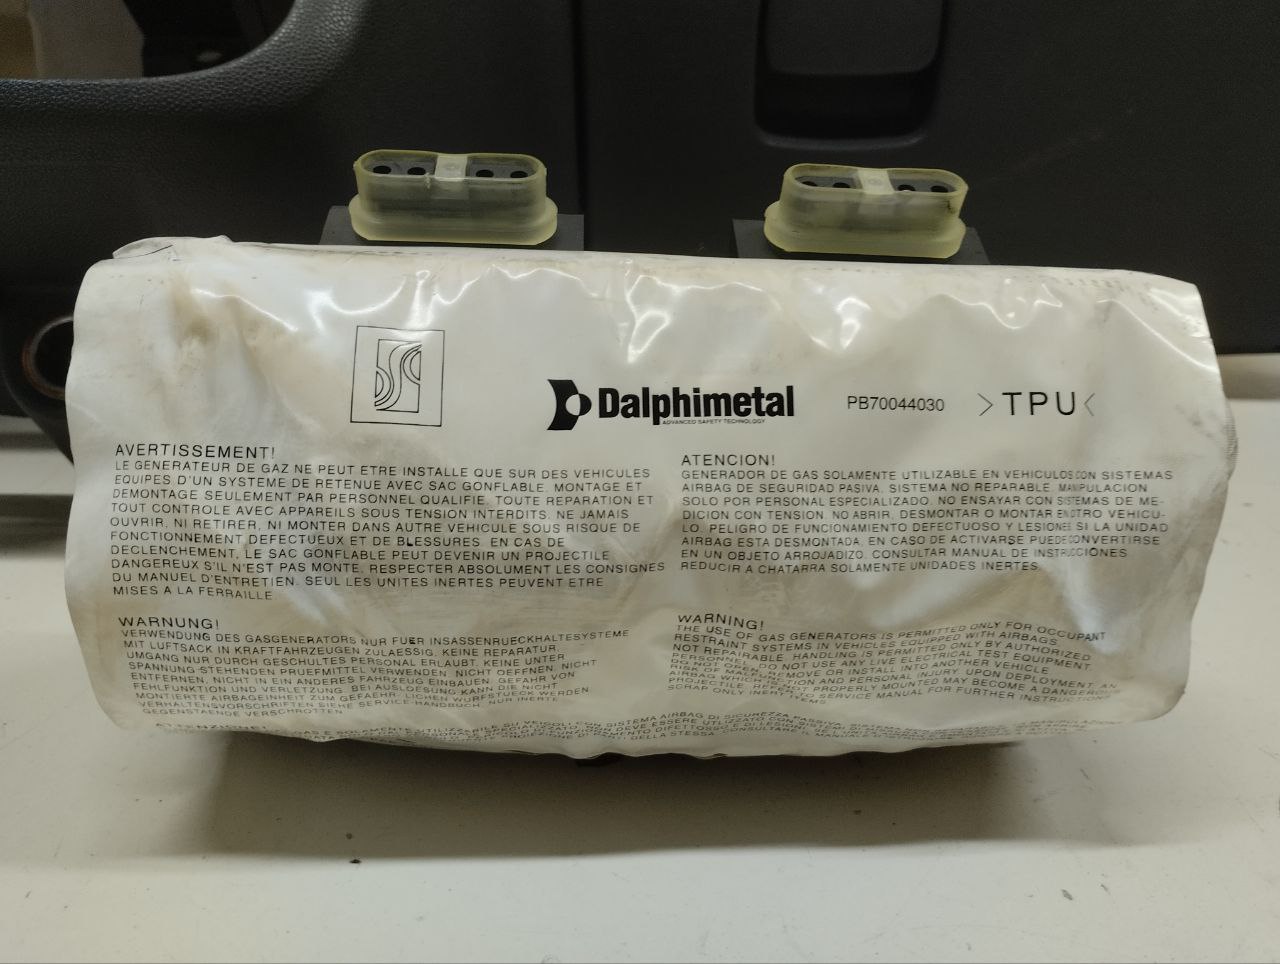 Dalphimetal
ADVANCED SAFETY TECHNOLOGY
PB70044030
>TPU<
AVERTISSEMENT!
LE GENERATEUR DE GAZ NE PEUT ETRE INSTALLE QUE SUR DES VEHICULES
EQUIPES D'UN SYSTEME DE RETENUE AVEC SAC GONFLABLE. MONTAGE ET
DEMONTAGE SEULEMENT PAR PERSONNEL QUALIFIE. TOUTE REPARATION ET
TOUT CONTROLE AVEC APPAREILS SOUS TENSION INTERDITS. NE JAMAIS
OUVRIR, NI RETIRER, NI MONTER DANS AUTRE VEHICULE SOUS RISQUE DE
FONCTIONNEMENT DEFECTUEUX ET DE BLESSURES. EN CAS DE
DECLENCHEMENT, LE SAC GONFLABLE PEUT DEVENIR UN PROJECTILE
DANGEREUX S'IL N'EST PAS MONTE. RESPECTER ABSOLUMENT LES CONSIGNES
DU MANUEL D'ENTRETIEN. SEUL LES UNITES INERTES PEUVENT ETRE
MISES A LA FERRAILLE.
ATENCION!
GENERADOR DE GAS SOLAMENTE UTILIZABLE EN VEHICULOS CON SISTEMAS
AIRBAG DE SEGURIDAD PASIVA. SISTEMA NO REPARABLE. MANIPULACION
SOLO POR PERSONAL ESPECIALIZADO. NO ENSAYAR CON SISTEMAS DE ME-
DICION CON TENSION. NO ABRIR, DESMONTAR O MONTAR EN OTRO VEHICU-
LO. PELIGRO DE FUNCIONAMIENTO DEFECTUOSO Y LESIONES SI LA UNIDAD
AIRBAG ESTA DESMONTADA. EN CASO DE ACTIVARSE PUEDE CONVERTIRSE
EN UN OBJETO ARROJADIZO. CONSULTAR MANUAL DE INSTRUCCIONES
REDUCIR A CHATARRA SOLAMENTE UNIDADES INERTES.
WARNUNG!
VERWENDUNG DES GASGENERATORS NUR FUER INSASSENRUECKHALTESYSTEME
MIT LUFTSACK IN KRAFTFAHRZEUGEN ZULAESSIG. KEINE REPARATUR.
UMGANG NUR DURCH GESCHULTES PERSONAL ERLAUBT. KEINE UNTER
SPANNUNG STEHENDEN PRUEFMITTEL VERWENDEN. NICHT OEFFNEN, NICHT
ENTFERNEN, NICHT IN EIN ANDERES FAHRZEUG EINBAUEN. GEFAHR VON
FEHLFUNKTION UND VERLETZUNG. BEI AUSLOESUNG KANN DIE NICHT
MONTIERTE AIRBAGEINHEIT ZUM GEFAEHRLICHEN WURFSTUECK WERDEN
VERHALTENSVORSCHRIFTEN SIEHE SERVICE-HANDBUCH. NUR INERTE
GEGENSTAENDE VERSCHROTTEN
WARNING!
THE USE OF GAS GENERATORS IS PERMITTED ONLY FOR OCCUPANT
RESTRAINT SYSTEMS IN VEHICLES EQUIPPED WITH AIRBAGS
NOT REPAIRABLE. HANDLING IS PERMITTED ONLY BY AUTHORIZED
PERSONNEL. DO NOT USE ANY LIVE ELECTRICAL TEST EQUIPMENT.
DO NOT OPEN, REMOVE OR INSTALL INTO ANOTHER VEHICLE
RISK OF MALFUNCTION AND PERSONAL INJURY. UPON DEPLOYMENT, AN
AIRBAG WHICH IS NOT PROPERLY MOUNTED MAY BECOME A DANGEROUS
PROJECTILE. REFER TO SERVICE MANUAL FOR FURTHER INSTRUCTION
SCRAP ONLY INERT ITEMS
ATTENZIONE!